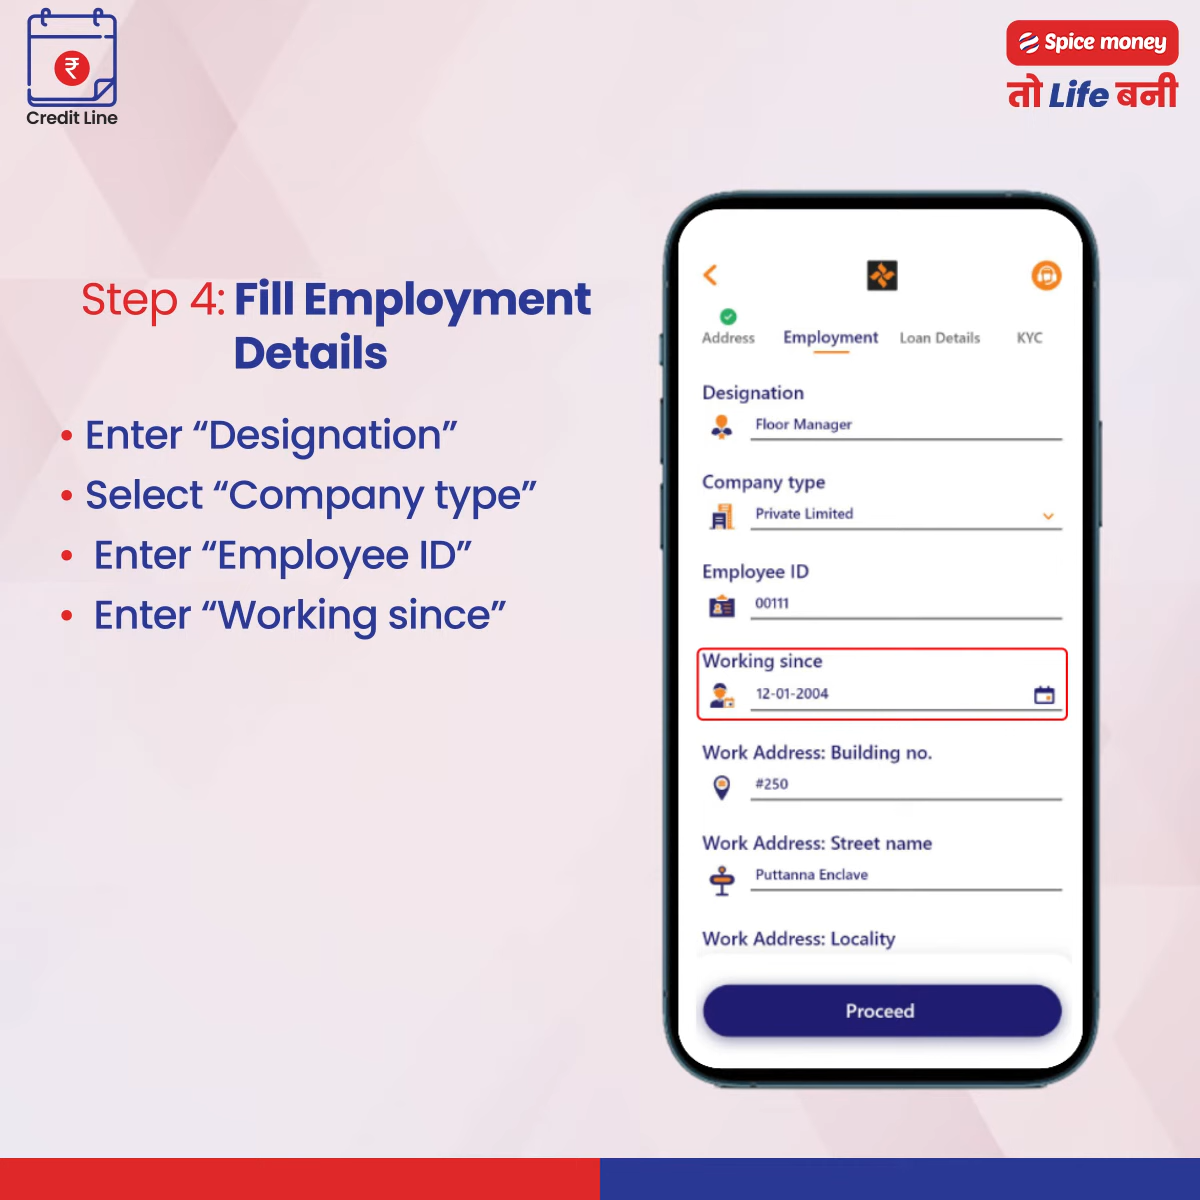 ₹
Credit Line
Spice money
तो Life बनी
Step 4: Fill Employment
Details
• Enter “Designation”
• Select “Company type”
• Enter “Employee ID”
• Enter “Working since”
Address Employment Loan Details KYC
Designation
Floor Manager
Company type
Private Limited
Employee ID
00111
Working since
12-01-2004
Work Address: Building no.
#250
Work Address: Street name
Puttanna Enclave
Work Address: Locality
Proceed